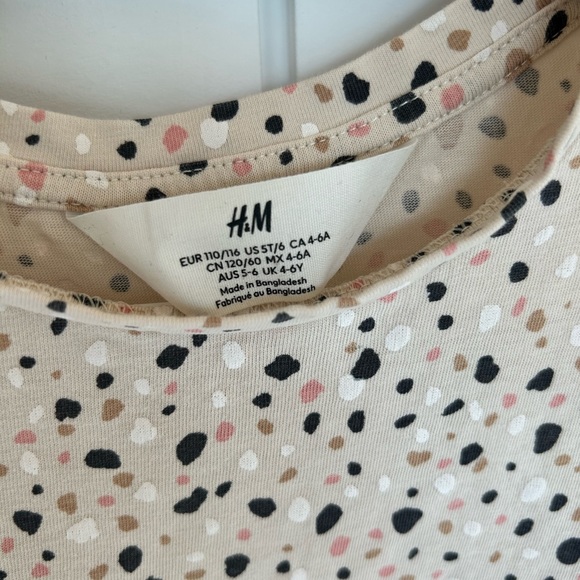 H&M
EUR 110/116 US 5T/6 CA 4-6A
CN 120/60 MX 4-6A
AUS 5-6 UK 4-6Y
Made in Bangladesh
Fabriqué au Bangladesh